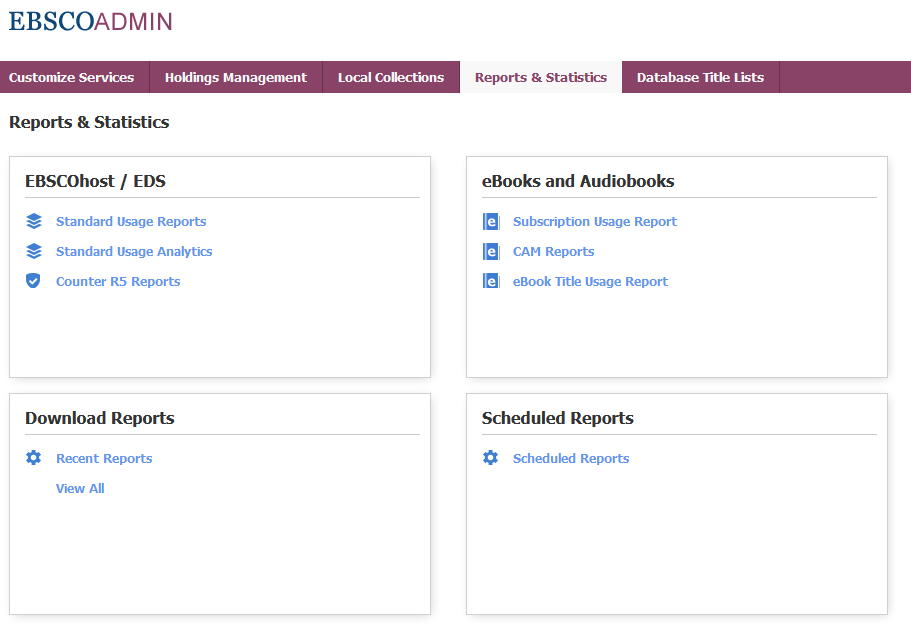 EBSCOADMIN
Customize Services Holdings Management Local Collections Reports & Statistics Database Title Lists
Reports & Statistics
EBSCOhost / EDS
Standard Usage Reports
Standard Usage Analytics
Counter R5 Reports
eBooks and Audiobooks
e Subscription Usage Report
e CAM Reports
e eBook Title Usage Report
Download Reports
Recent Reports
View All
Scheduled Reports
Scheduled Reports